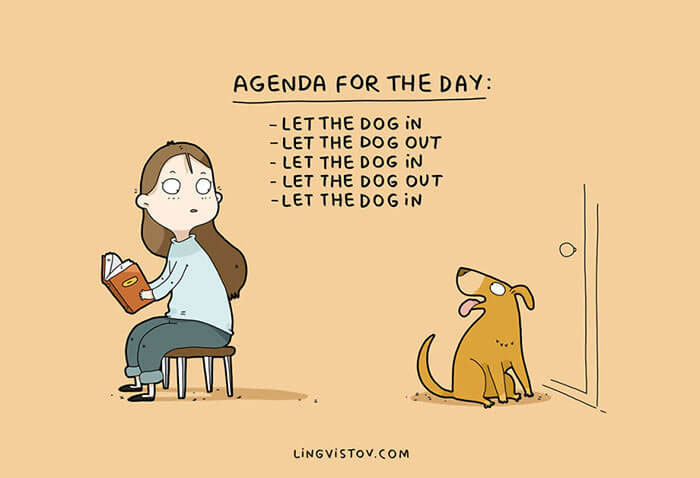 AGENDA FOR THE DAY:
- LET THE DOG iN
- LET THE DOG OUT
- LET THE DOG iN
- LET THE DOG OUT
- LET THE DOG iN
LiNGViSTOV.COM